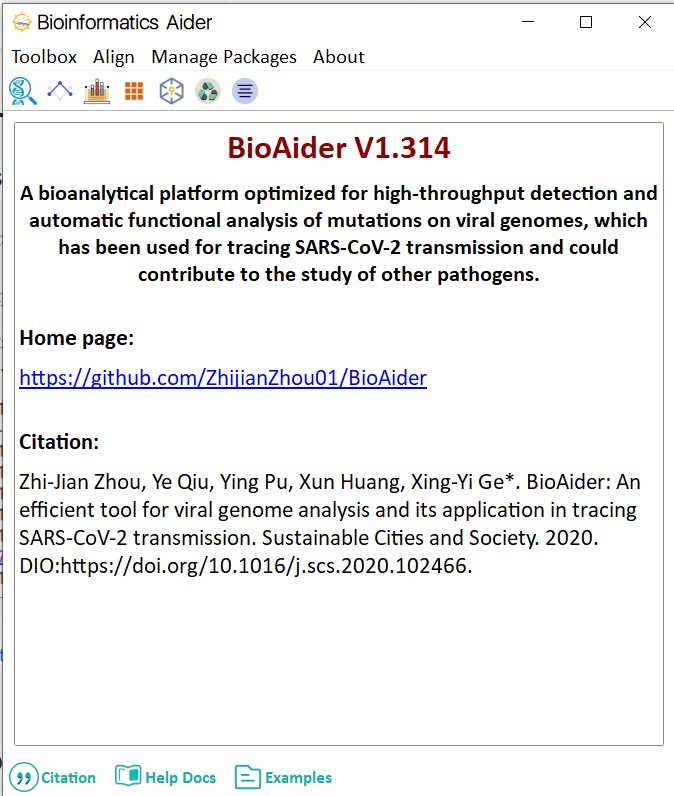 Bioinformatics Aider
Toolbox Align Manage Packages About
BioAider V1.314
A bioanalytical platform optimized for high-throughput detection and
automatic functional analysis of mutations on viral genomes, which
has been used for tracing SARS-CoV-2 transmission and could
contribute to the study of other pathogens.
Home page:
https://github.com/ZhijianZhou01/BioAider
Citation:
Zhi-Jian Zhou, Ye Qiu, Ying Pu, Xun Huang, Xing-Yi Ge*. BioAider: An
efficient tool for viral genome analysis and its application in tracing
SARS-CoV-2 transmission. Sustainable Cities and Society. 2020.
DIO:https://doi.org/10.1016/j.scs.2020.102466.
Citation Help Docs Examples